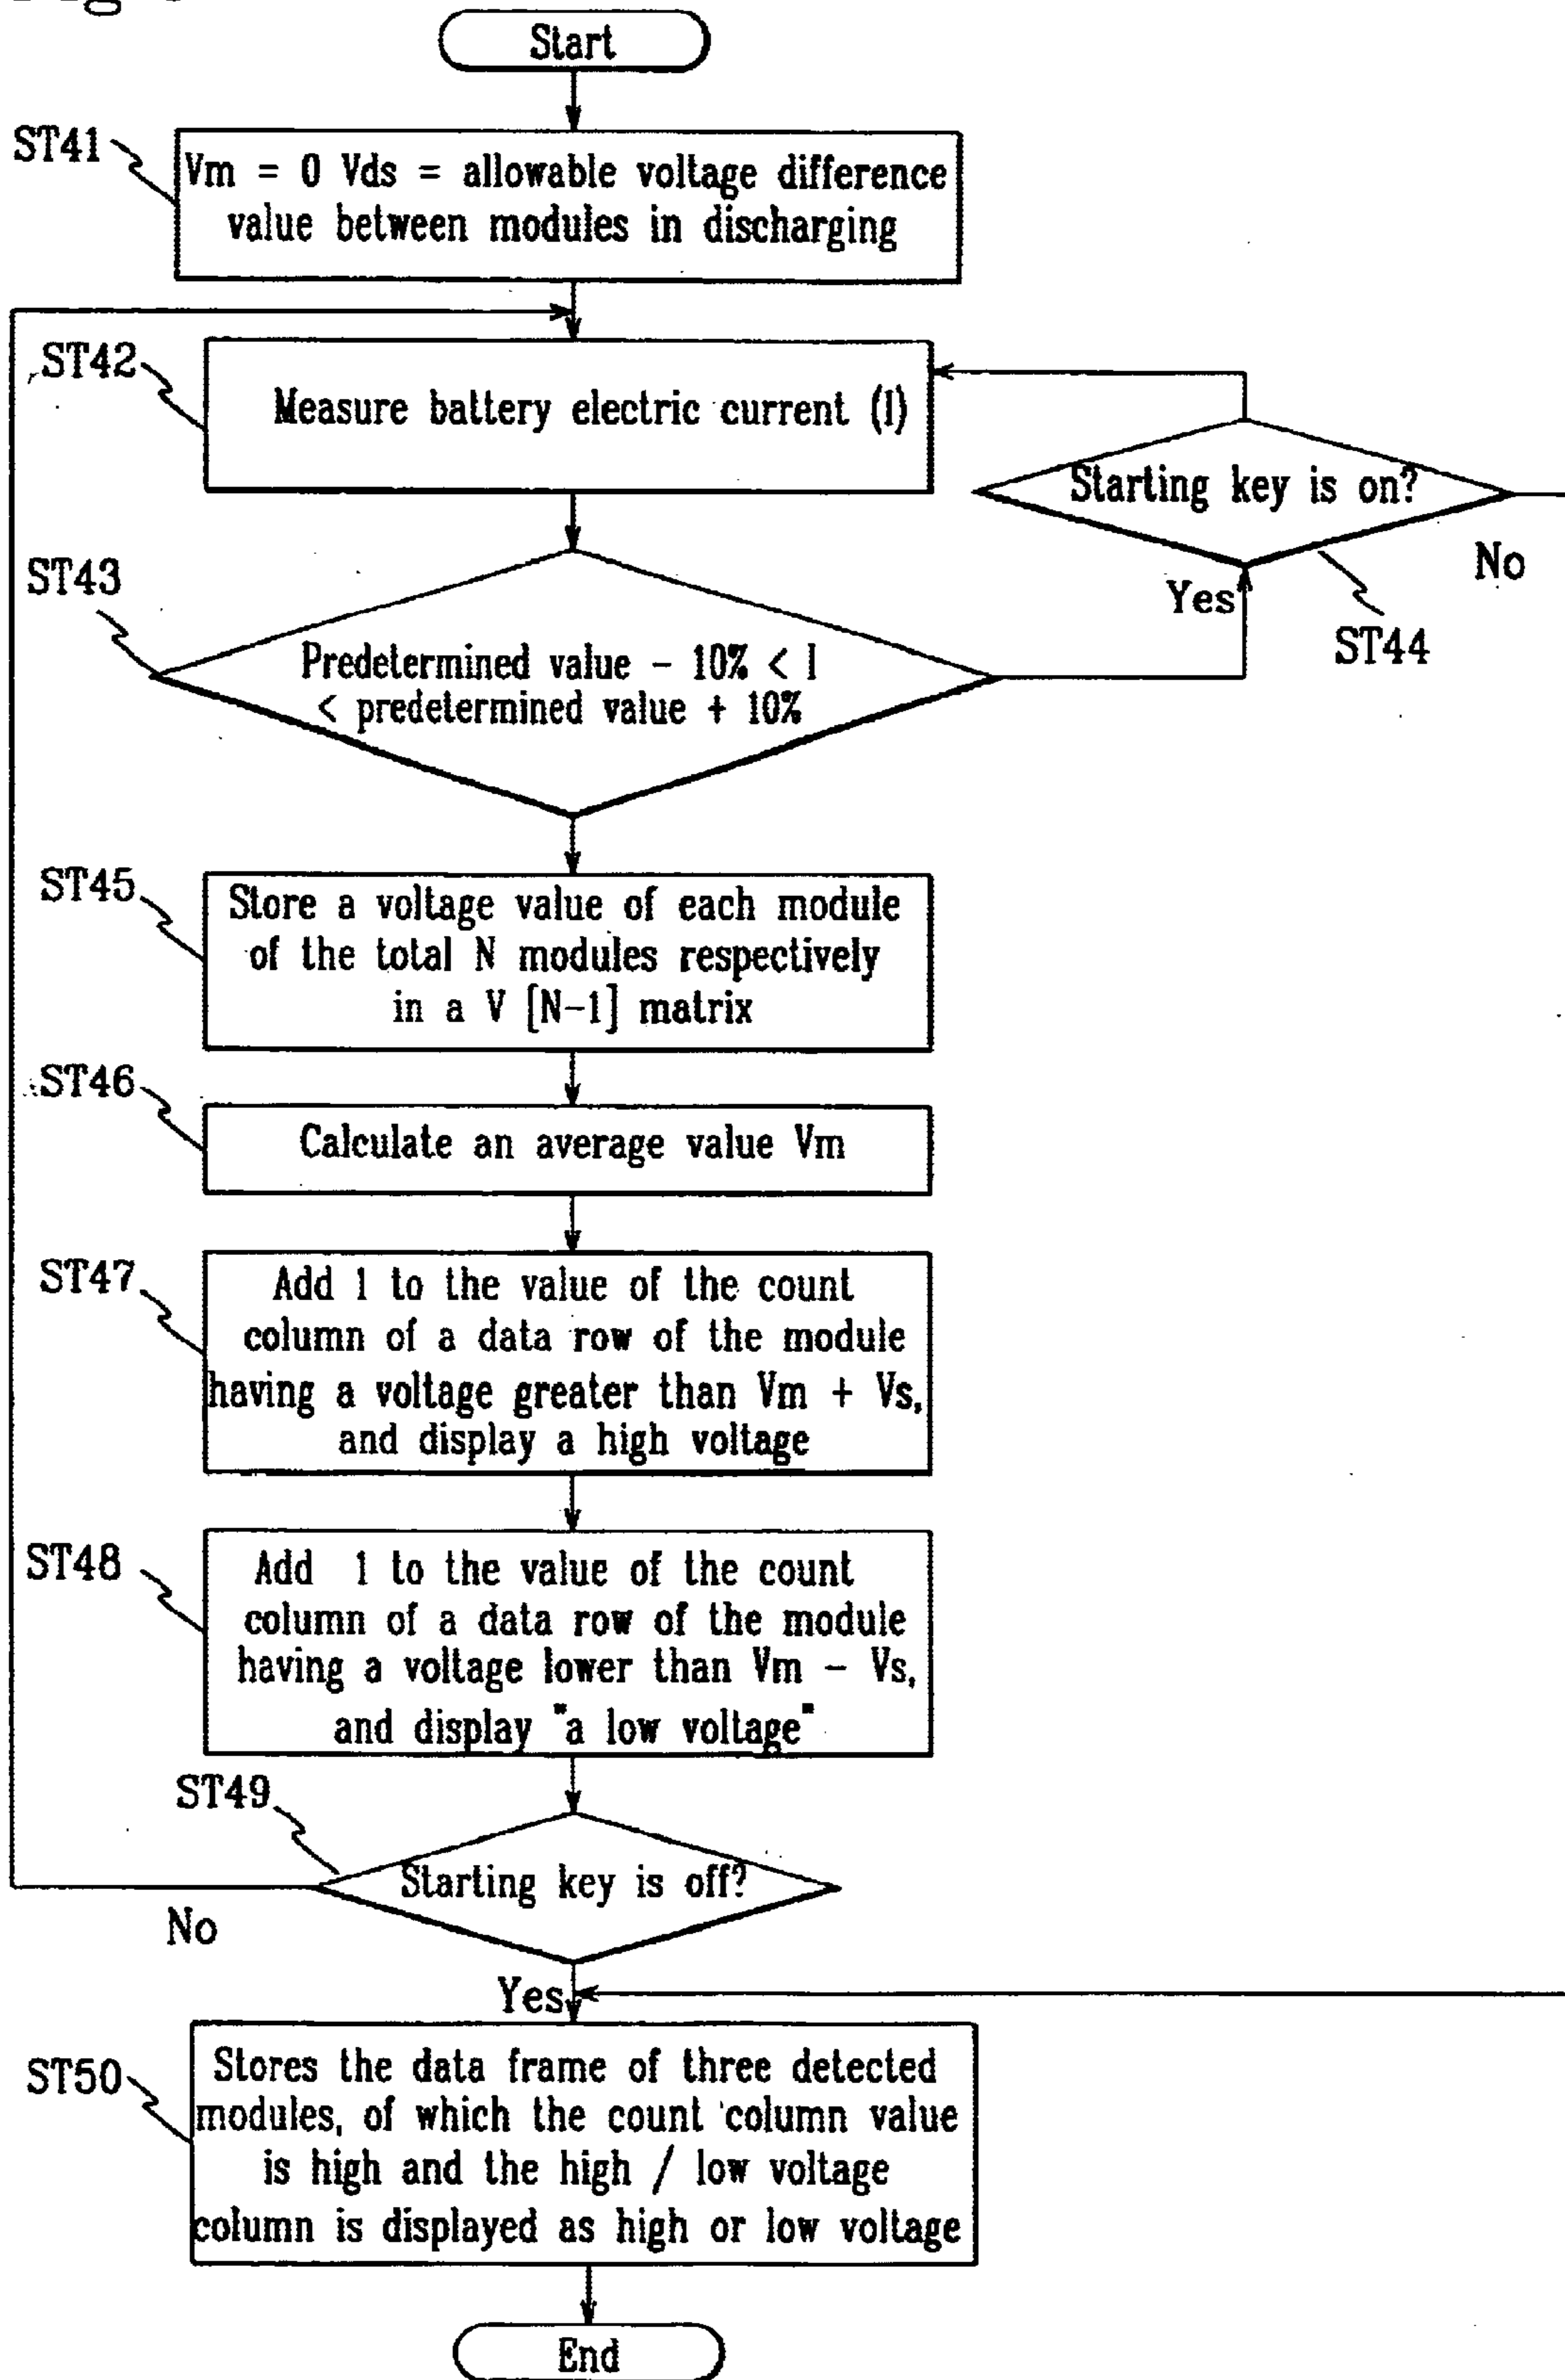 Start
ST41
Vm = 0 Vds = allowable voltage difference
value between modules in discharging
ST42
Measure battery electric current (I)
Starting key is on?
No
Yes
ST44
ST43
Predetermined value - 10% < I
< predetermined value + 10%
ST45
Store a voltage value of each module
of the total N modules respectively
in a V [N-1] matrix
ST46
Calculate an average value Vm
ST47
Add 1 to the value of the count
column of a data row of the module
having a voltage greater than Vm + Vs,
and display a high voltage
ST48
Add 1 to the value of the count
column of a data row of the module
having a voltage lower than Vm - Vs,
and display "a low voltage"
ST49
Starting key is off?
No
Yes
ST50
Stores the data frame of three detected
modules, of which the count column value
is high and the high / low voltage
column is displayed as high or low voltage
End